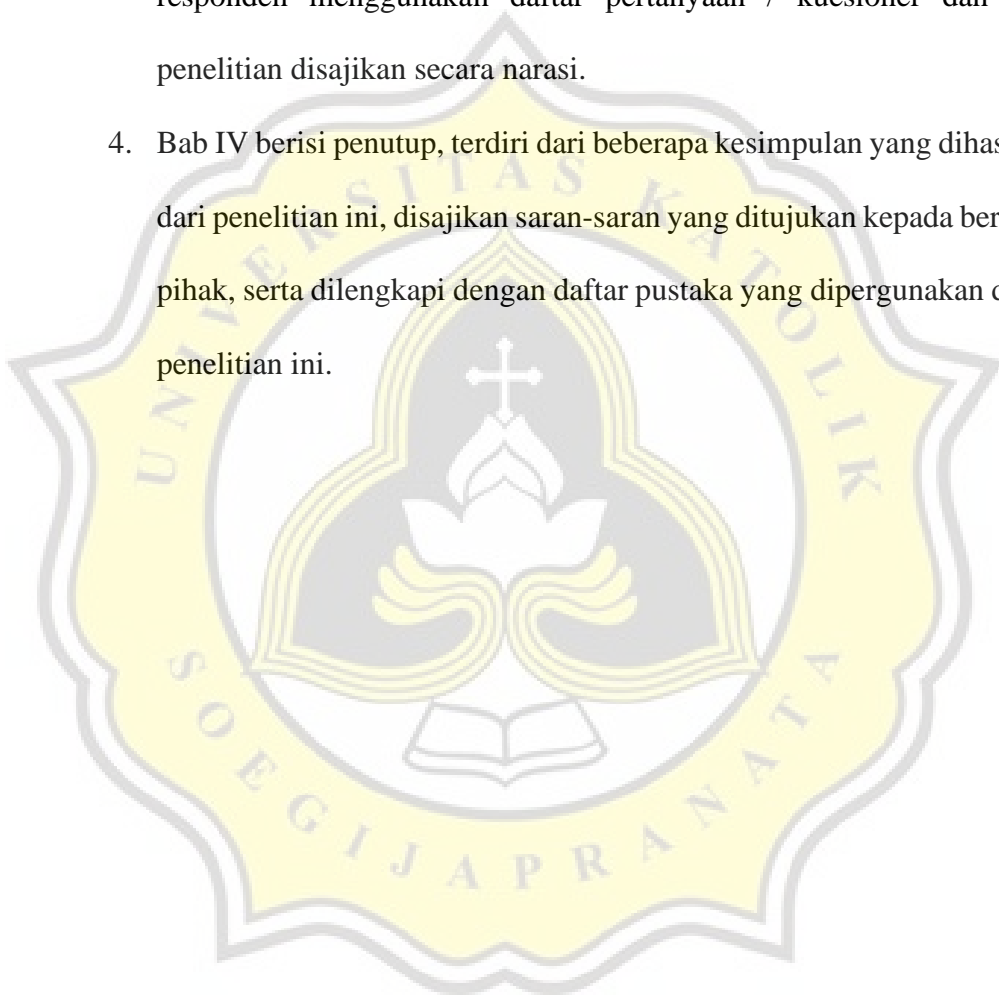 responden menggunakan daftar pertanyaan / kuesioner dan
penelitian disajikan secara narasi.
4. Bab IV berisi penutup, terdiri dari beberapa kesimpulan yang
dari penelitian ini, disajikan saran-saran yang ditujukan kepada
pihak, serta dilengkapi dengan daftar pustaka yang dipergunakan
penelitian ini.
UNIVERSITAS KATOLIK
SOEGIJAPRANATA